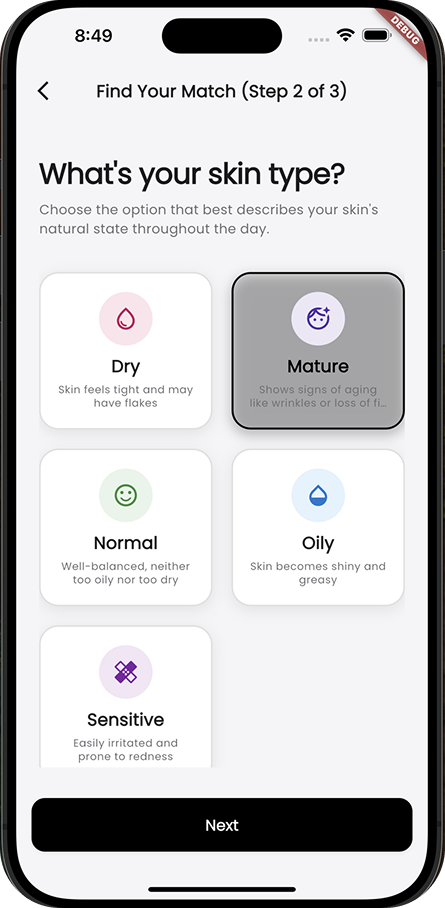 8:49
DEBUG
Find Your Match (Step 2 of 3)
What's your skin type?
Choose the option that best describes your skin's
natural state throughout the day.
Dry
Skin feels tight and may
have flakes
Mature
Shows signs of aging
like wrinkles or loss of fi...
Normal
Well-balanced, neither
too oily nor too dry
Oily
Skin becomes shiny and
greasy
Sensitive
Easily irritated and
prone to redness
Next